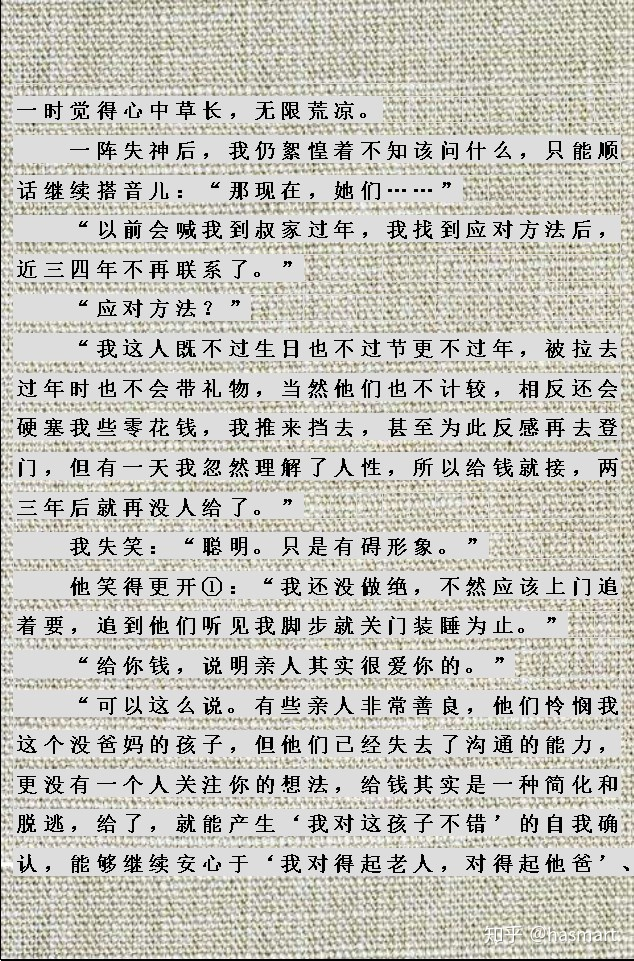 一时觉得心中草长，无限荒凉。
一阵失神后，我仍絮惶着不知该问什么，只能顺
话继续搭音儿：“那现在，她们……”
“以前会喊我到叔家过年，我找到应对方法后，
近三四年不再联系了。”
“应对方法？”
“我这人既不过生日也不过节更不过年，被拉去
过年时也不会带礼物，当然他们也不计较，相反还会
硬塞我些零花钱，我推来挡去，甚至为此反感再去登
门，但有一天我忽然理解了人性，所以给钱就接，两
三年后就再没人给了。”
我失笑：“聪明。只是有碍形象。”
他笑得更开①：“我还没做绝，不然应该上门追
着要，追到他们听见我脚步就关门装睡为止。”
“给你钱，说明亲人其实很爱你的。”
“可以这么说。有些亲人非常善良，他们怜悯我
这个没爸妈的孩子，但他们已经失去了沟通的能力，
更没有一个人关注你的想法，给钱其实是一种简化和
脱逃，给了，就能产生‘我对这孩子不错’的自我确
认，能够继续安心于‘我对得起老人，对得起他爸’、
知乎 @hasmart